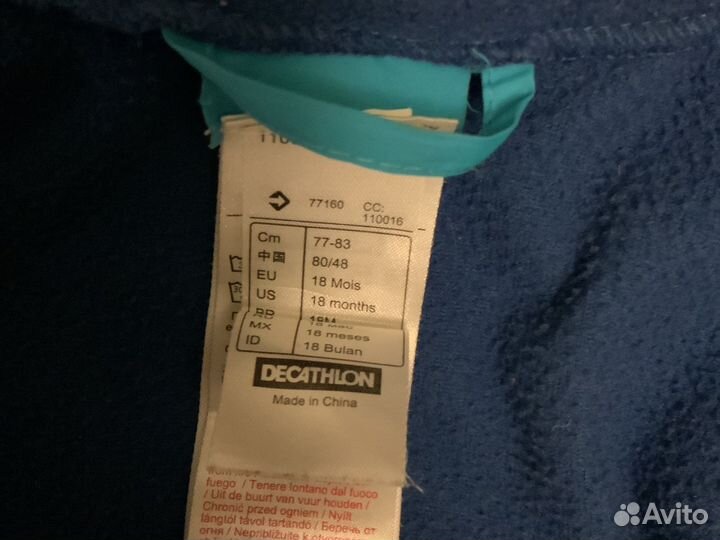 77160 CC:
110016
Cm 77-83
中国 80/48
EU 18 Mois
US 18 months
MX
18 meses
ID 18 Bulan
DECATHLON
Made in China
fuego / Tenere lontano dal fuoco
/ Uit de buurt van vuur houden /
Chronić przed ogniem / Nyílt
lángtól távol tartandó / Беречь от
огня / Nepribližujte k
Avito